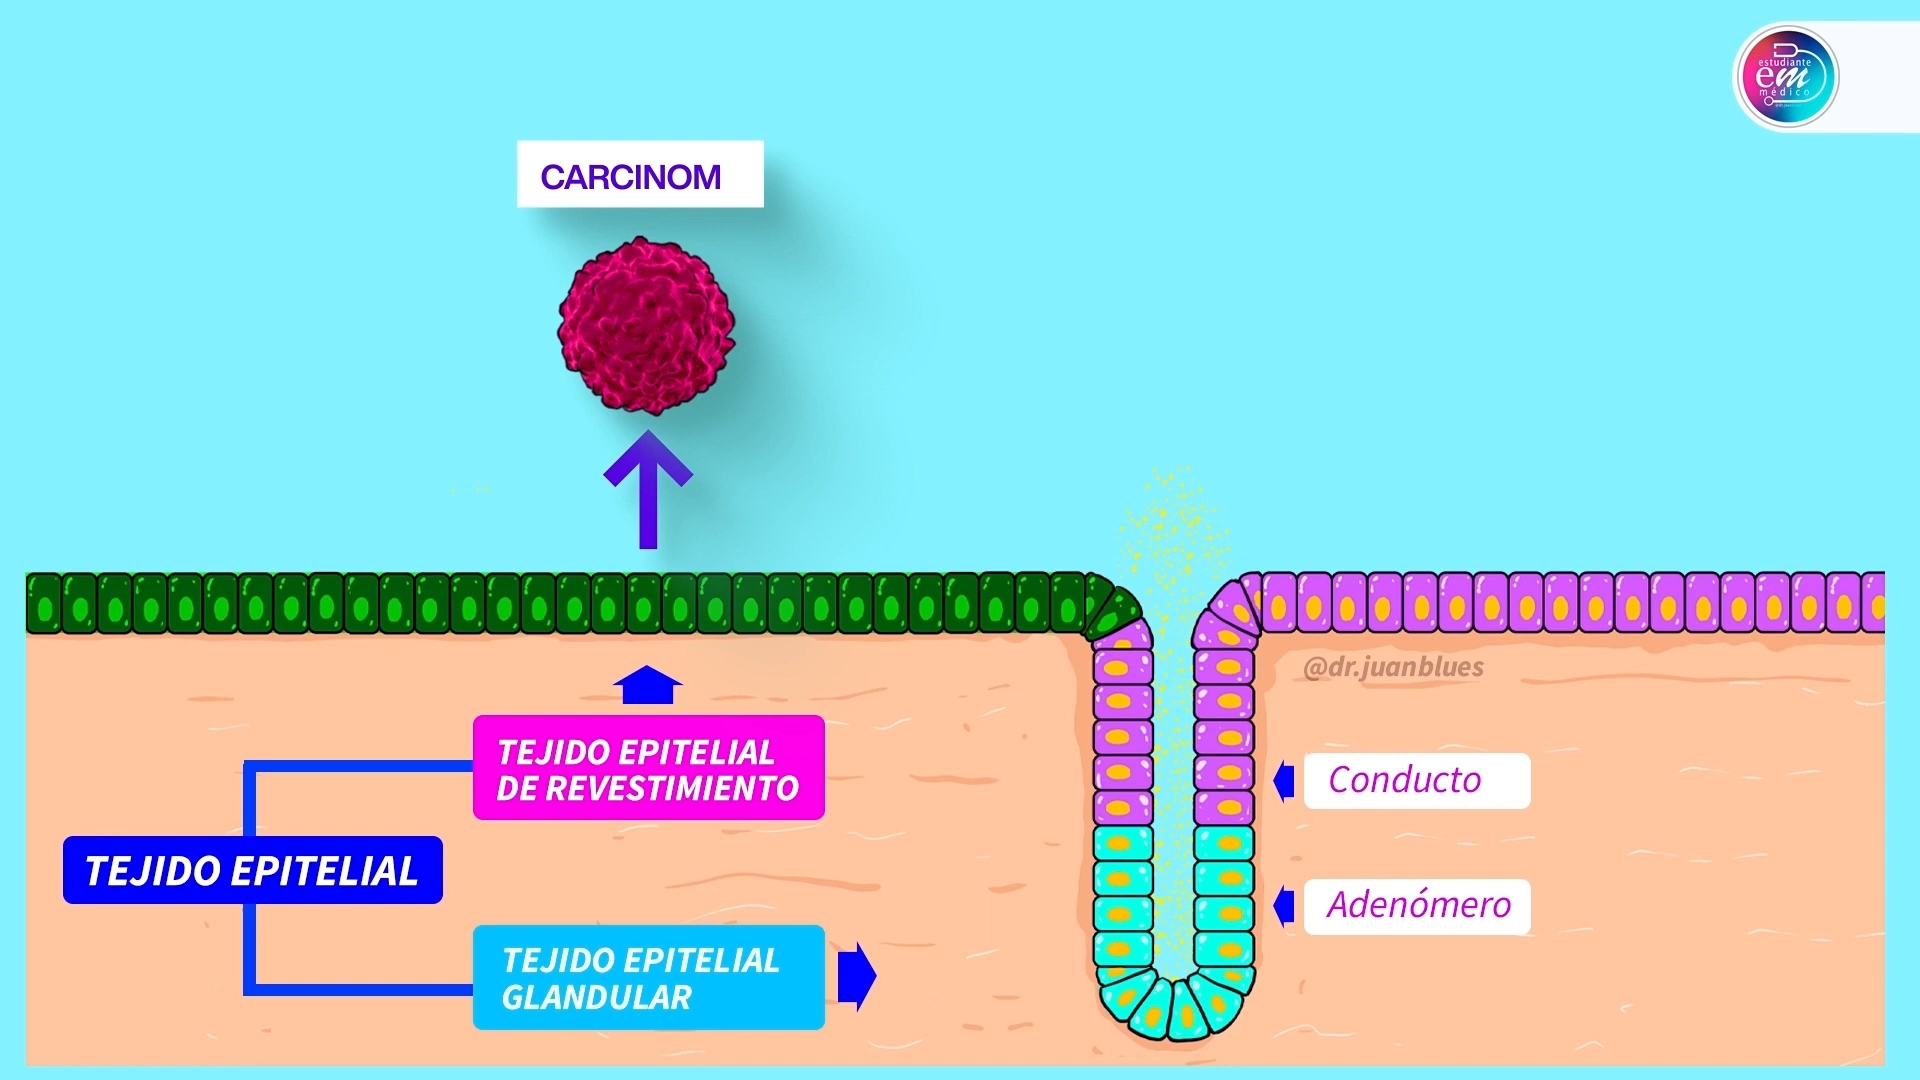 estudiante
em
médico
CARCINOM
@dr.juanblues
TEJIDO EPITELIAL
DE REVESTIMIENTO
Conducto
TEJIDO EPITELIAL
Adenómero
TEJIDO EPITELIAL
GLANDULAR